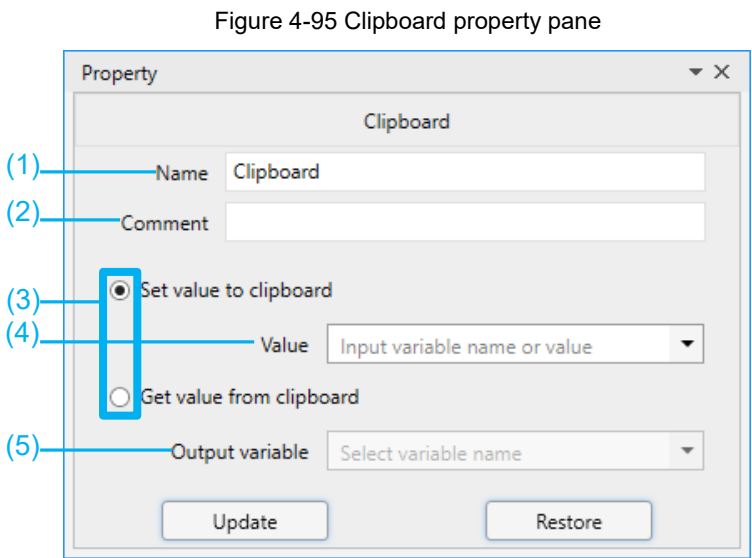 Figure 4-95 Clipboard property pane
Property
Clipboard
(1) Name Clipboard
(2) Comment
(3) Set value to clipboard
(4) Value Input variable name or value
Get value from clipboard
(5) Output variable Select variable name
Update Restore